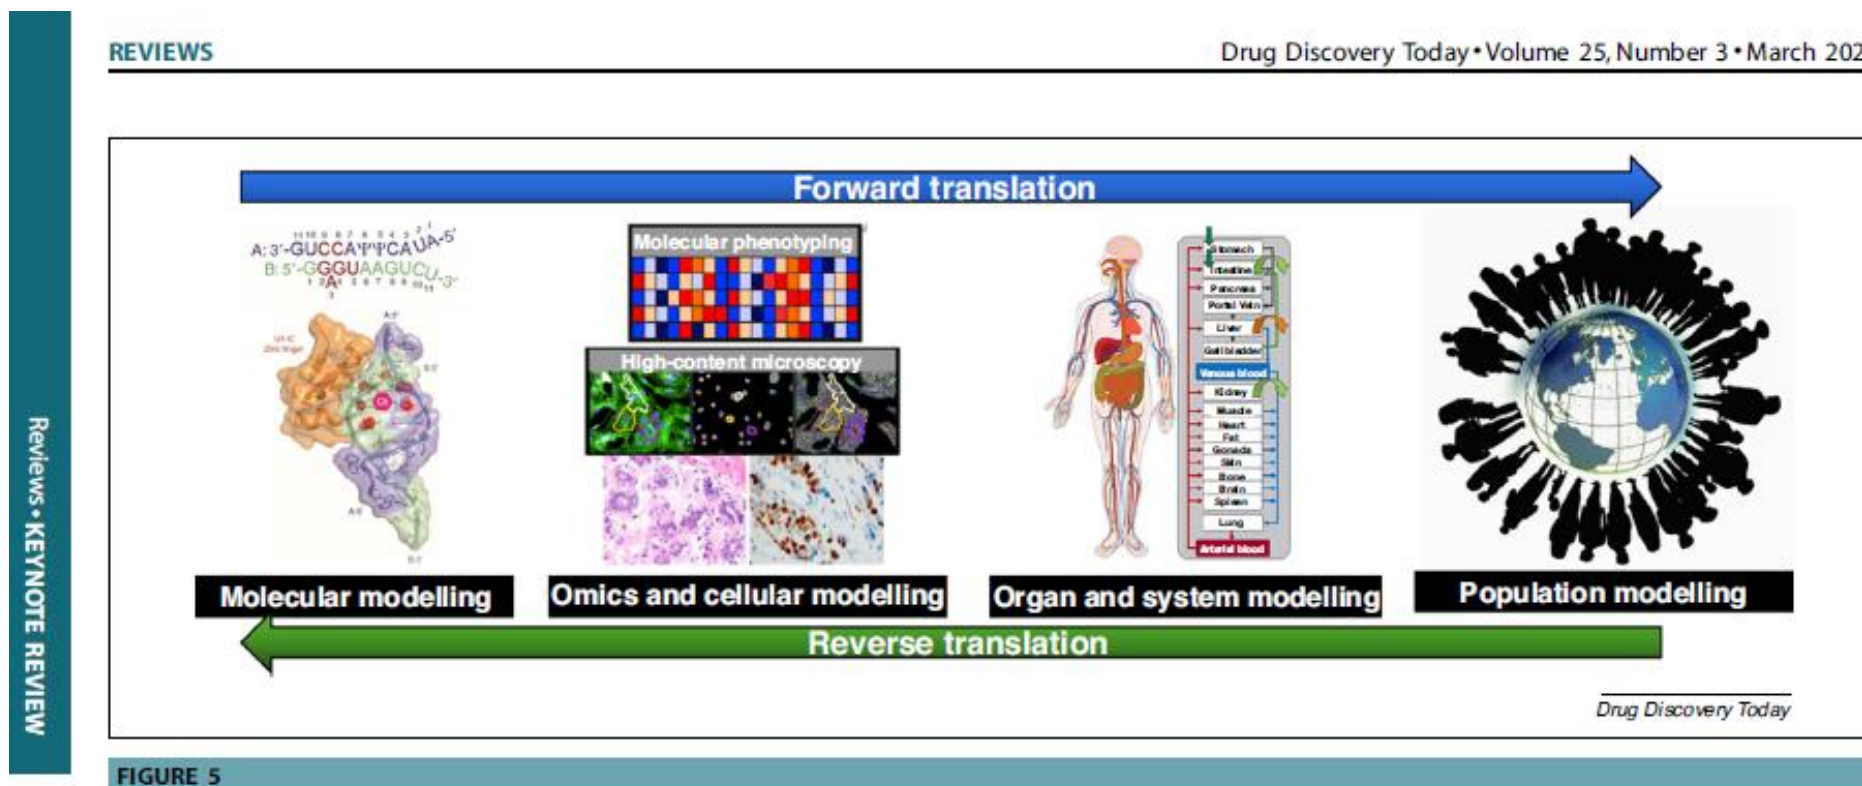 REVIEWS
Drug Discovery Today • Volume 25, Number 3 • March 202
Reviews • KEYNOTE REVIEW
Forward translation
A: 3'-GUCCAΨΨCAUA-5'
B: 5'-GGGUAAGUCU-3'
A
Molecular phenotyping
High-content microscopy
Stomach
Intestine
Pancreas
Portal Vein
Liver
Gall bladder
Venous blood
Kidney
Muscle
Heart
Fat
Gonads
Skin
Bone
Brain
Spleen
Lung
Arterial blood
Molecular modelling
Omics and cellular modelling
Organ and system modelling
Population modelling
Reverse translation
Drug Discovery Today
FIGURE 5